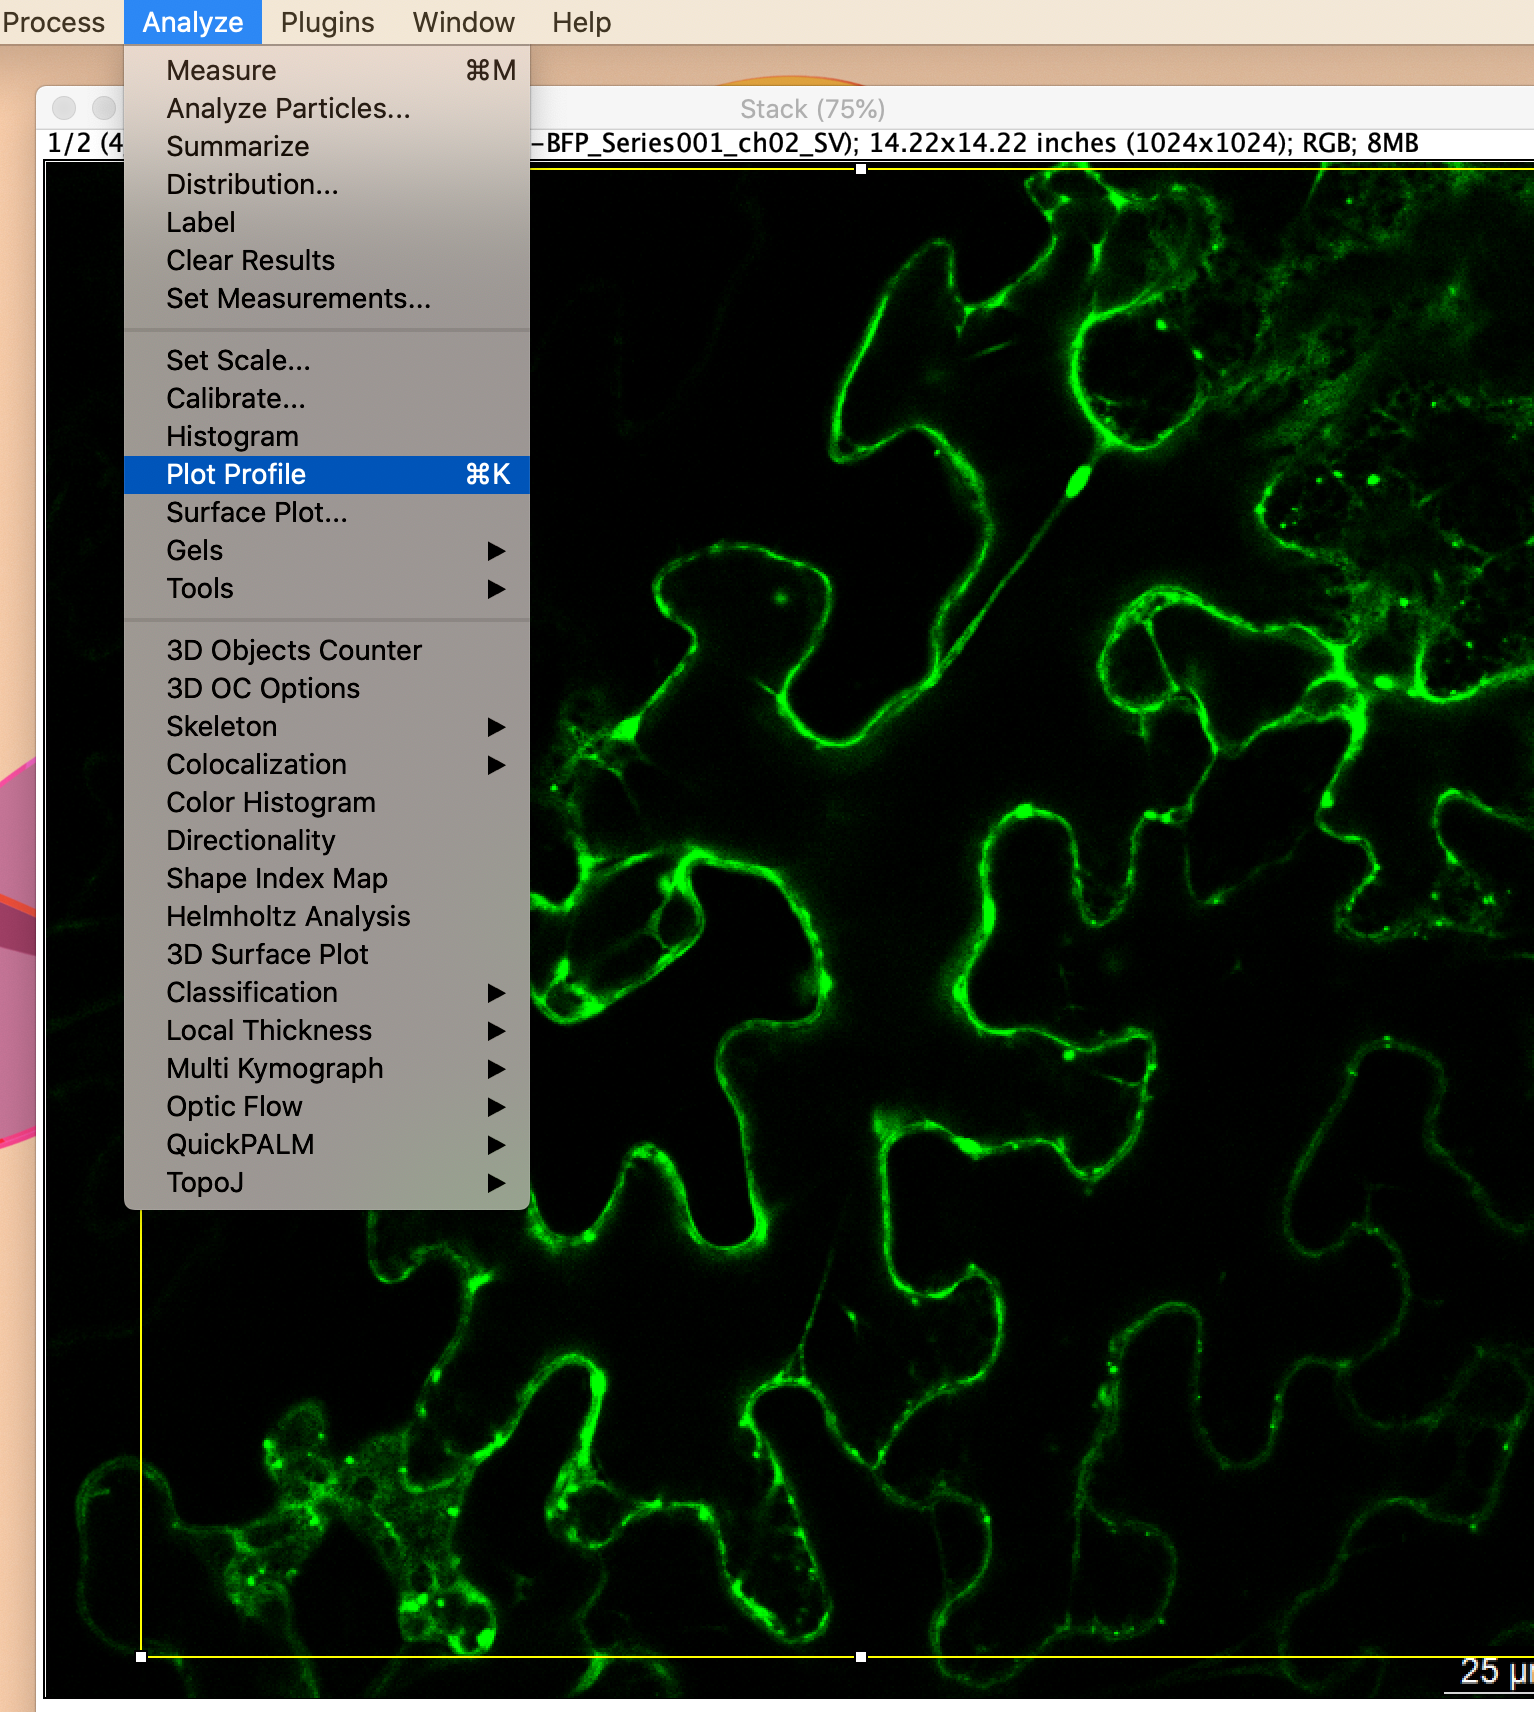 Process Analyze Plugins Window Help
Measure ⌘M
Analyze Particles...
Summarize
Distribution...
Label
Clear Results
Set Measurements...
Set Scale...
Calibrate...
Histogram
Plot Profile ⌘K
Surface Plot...
Gels ▶
Tools ▶
3D Objects Counter
3D OC Options
Skeleton ▶
Colocalization ▶
Color Histogram
Directionality
Shape Index Map
Helmholtz Analysis
3D Surface Plot
Classification ▶
Local Thickness ▶
Multi Kymograph ▶
Optic Flow ▶
QuickPALM ▶
TopoJ ▶
Stack (75%)
1/2 (4 -BFP_Series001_ch02_SV); 14.22x14.22 inches (1024x1024); RGB; 8MB
25 µ